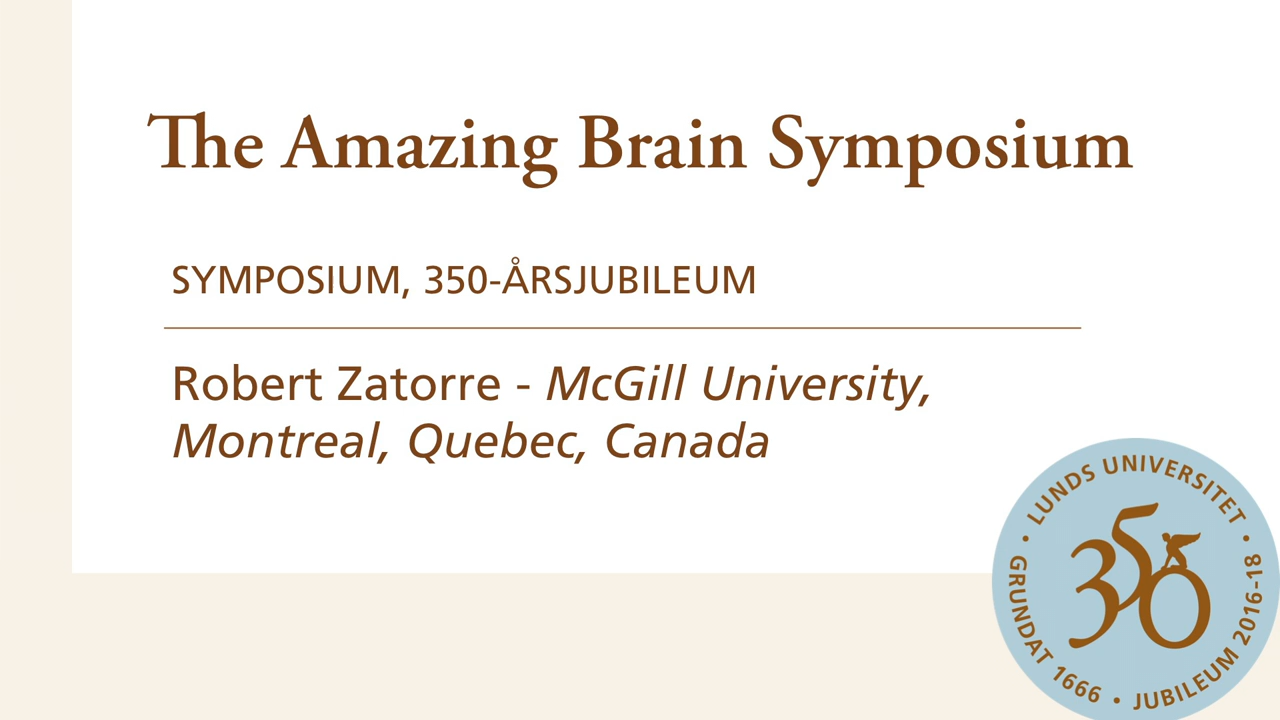 The Amazing Brain Symposium
SYMPOSIUM, 350-ÅRSJUBILEUM
Robert Zatorre - McGill University,
Montreal, Quebec, Canada
• LUNDS UNIVERSITET •
350
GRUNDAT 1666 • JUBILEUM 2016-18